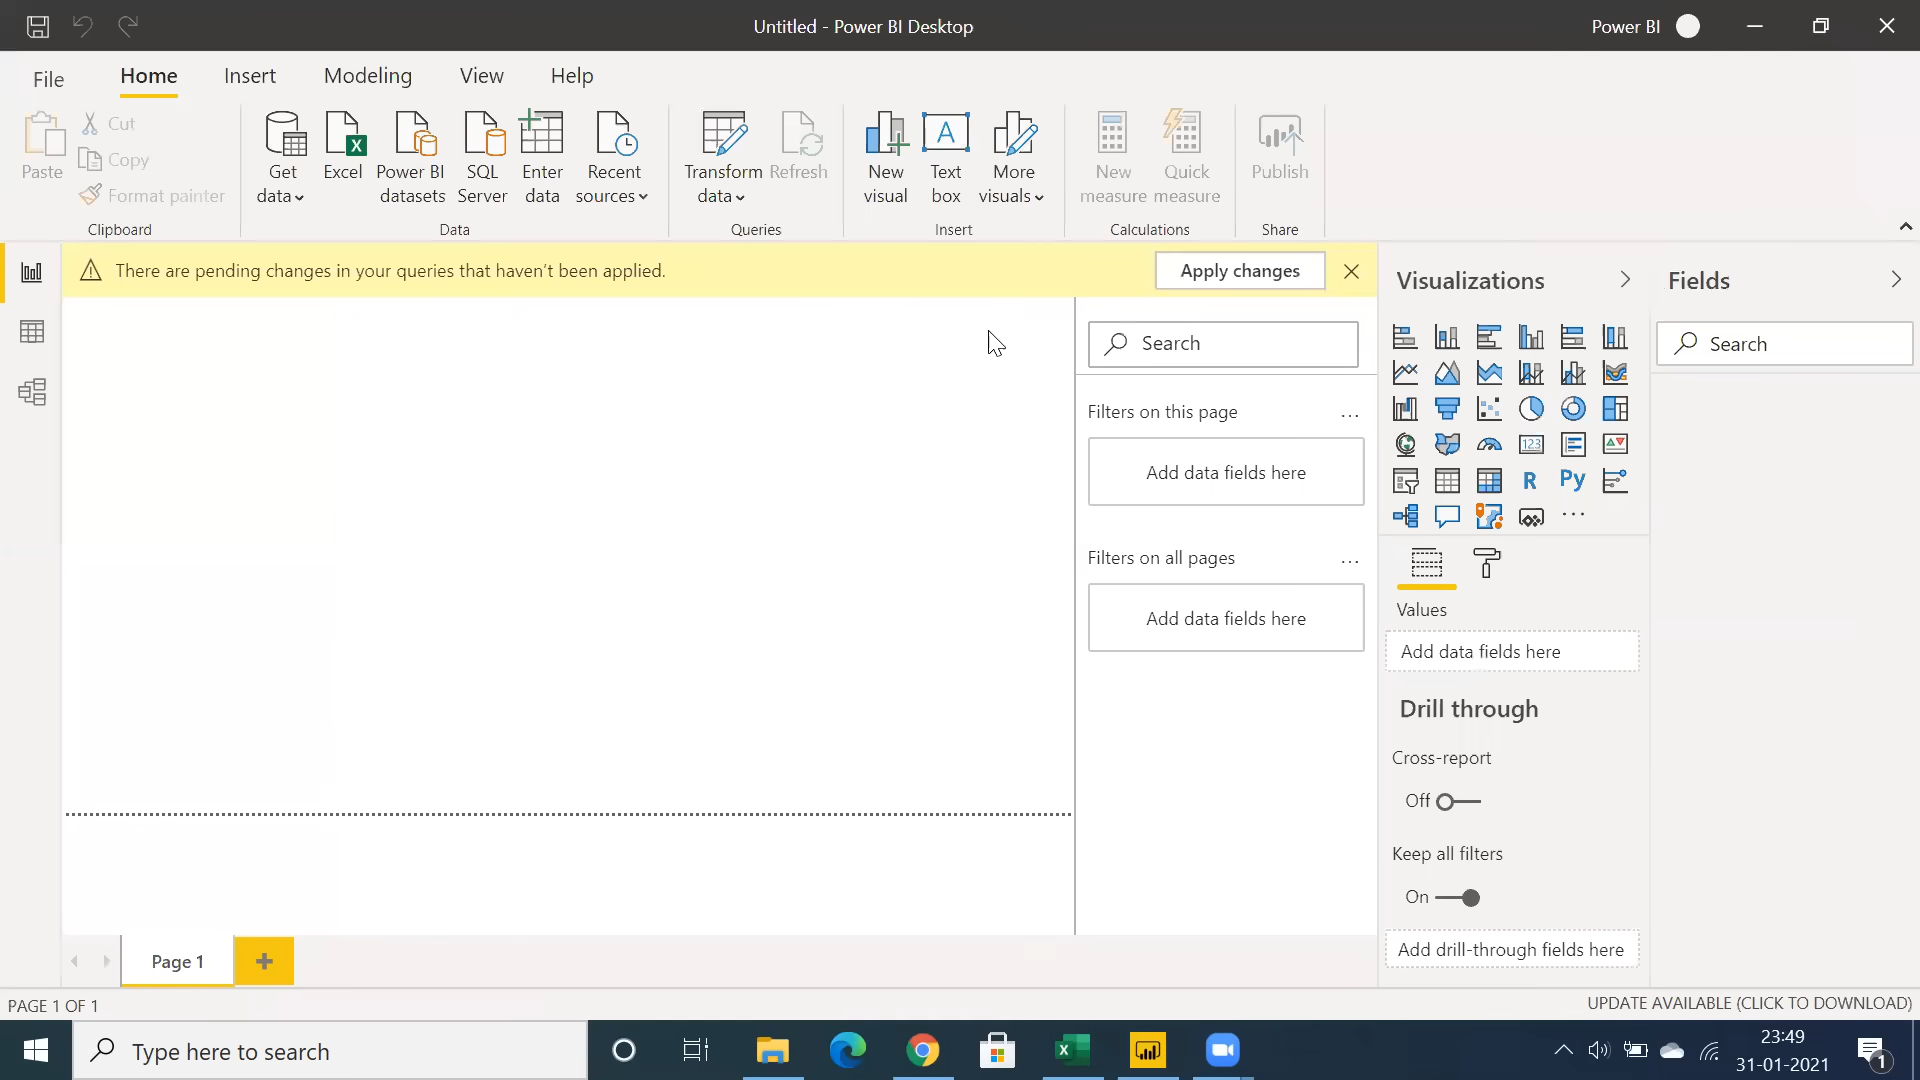 Untitled - Power BI Desktop
Power BI
File
Home
Insert
Modeling
View
Help
Paste
Cut
Copy
Format painter
Clipboard
Get data
Excel
Power BI datasets
SQL Server
Enter data
Recent sources
Data
Transform data
Refresh
Queries
New visual
Text box
More visuals
Insert
New measure
Quick measure
Calculations
Publish
Share
There are pending changes in your queries that haven't been applied.
Apply changes
Search
Filters on this page
...
Add data fields here
Filters on all pages
...
Add data fields here
Visualizations
123
R
Py
...
Values
Add data fields here
Drill through
Cross-report
Off
Keep all filters
On
Add drill-through fields here
Fields
Search
Page 1
PAGE 1 OF 1
UPDATE AVAILABLE (CLICK TO DOWNLOAD)
Type here to search
23:49
31-01-2021
1